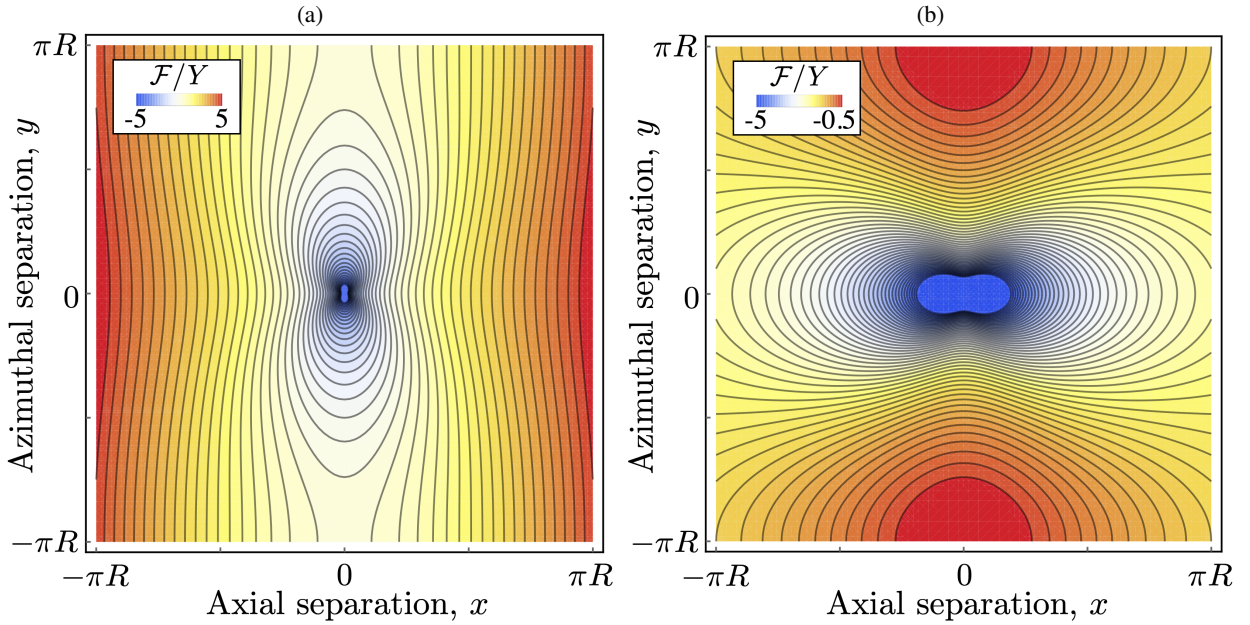 (a)
πR
ℱ/Y
-5 5
Azimuthal separation, y
0
−πR
−πR 0 πR
Axial separation, x
(b)
πR
ℱ/Y
-5 -0.5
Azimuthal separation, y
0
−πR
−πR 0 πR
Axial separation, x